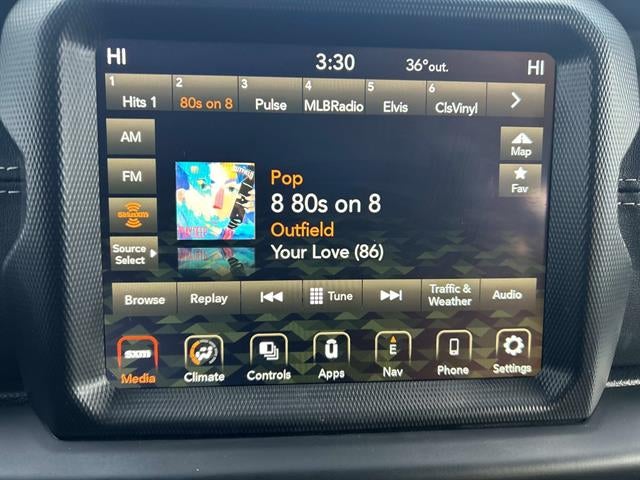 HI 3:30 36° out. HI
1 2 3 4 5 6
Hits 1 80s on 8 Pulse MLBRadio Elvis ClsVinyl
AM
FM
SiriusXM
Source
Select
Map
Fav
Pop
8 80s on 8
Outfield
Your Love (86)
Browse Replay Tune Traffic & Weather Audio
sxm E
Media Climate Controls Apps Nav Phone Settings